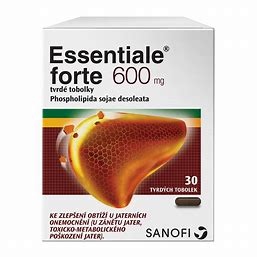 Essentiale®
forte 600 mg
tvrdé tobolky
Phospholipida sojae desoleata
30
TVRDÝCH TOBOLEK
KE ZLEPŠENÍ OBTÍŽÍ U JATERNÍCH
ONEMOCNĚNÍ (U ZÁNĚTU JATER,
TOXICKO-METABOLICKÉHO
POŠKOZENÍ JATER).
SANOFI